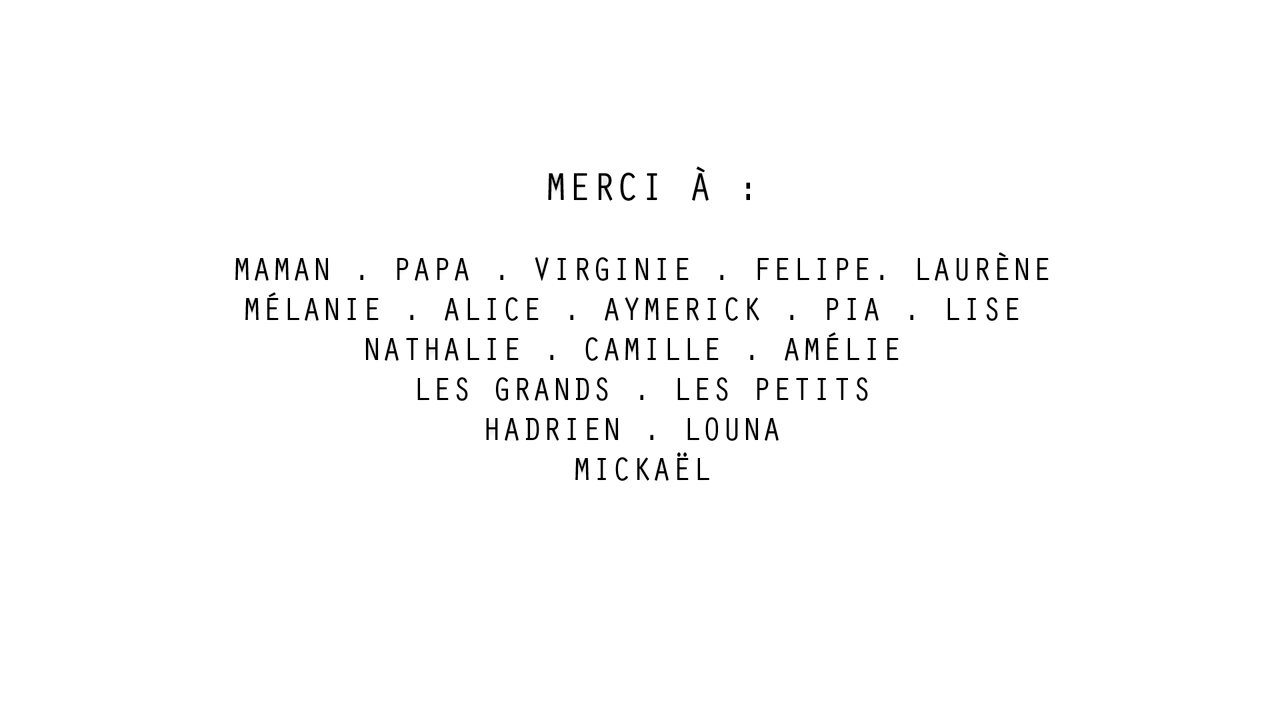 MERCI À :
MAMAN . PAPA . VIRGINIE . FELIPE. LAURÈNE
MÉLANIE . ALICE . AYMERICK . PIA . LISE
NATHALIE . CAMILLE . AMÉLIE
LES GRANDS . LES PETITS
HADRIEN . LOUNA
MICKAËL